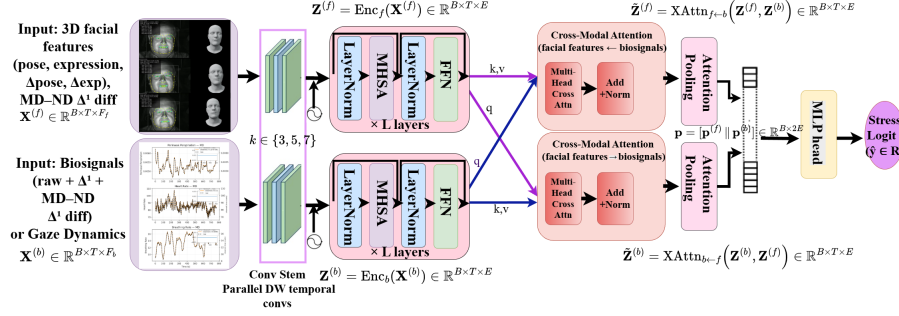 Input: 3D facial
features
(pose, expression,
Δpose, Δexp),
MD–ND Δ¹ diff
X^(f) ∈ ℝ^{B×T×F_f}
Input: Biosignals
(raw + Δ¹ +
MD–ND
Δ¹ diff)
or Gaze Dynamics
X^(b) ∈ ℝ^{B×T×F_b}
k ∈ {3, 5, 7}
Conv Stem
Parallel DW temporal
convs
Z^(f) = Enc_f(X^(f)) ∈ ℝ^{B×T×E}
LayerNorm
MHSA
LayerNorm
FFN
× L layers
LayerNorm
MHSA
LayerNorm
FFN
× L layers
Z^(b) = Enc_b(X^(b)) ∈ ℝ^{B×T×E}
k,v
q
q
k,v
Z̃^(f) = XAttn_{f←b}(Z^(f), Z^(b)) ∈ ℝ^{B×T×E}
Cross-Modal Attention
(facial features ← biosignals)
Multi-
Head
Cross
Attn
Add
+Norm
Attention
Pooling
Cross-Modal Attention
(facial features →biosignals)
Multi-
Head
Cross
Attn
Add
+Norm
Attention
Pooling
Z̃^(b) = XAttn_{b←f}(Z^(b), Z^(f)) ∈ ℝ^{B×T×E}
p = [p^(f) ∥ p^(b)] ∈ ℝ^{B×2E}
MLP head
Stress
Logit
(ŷ ∈ R